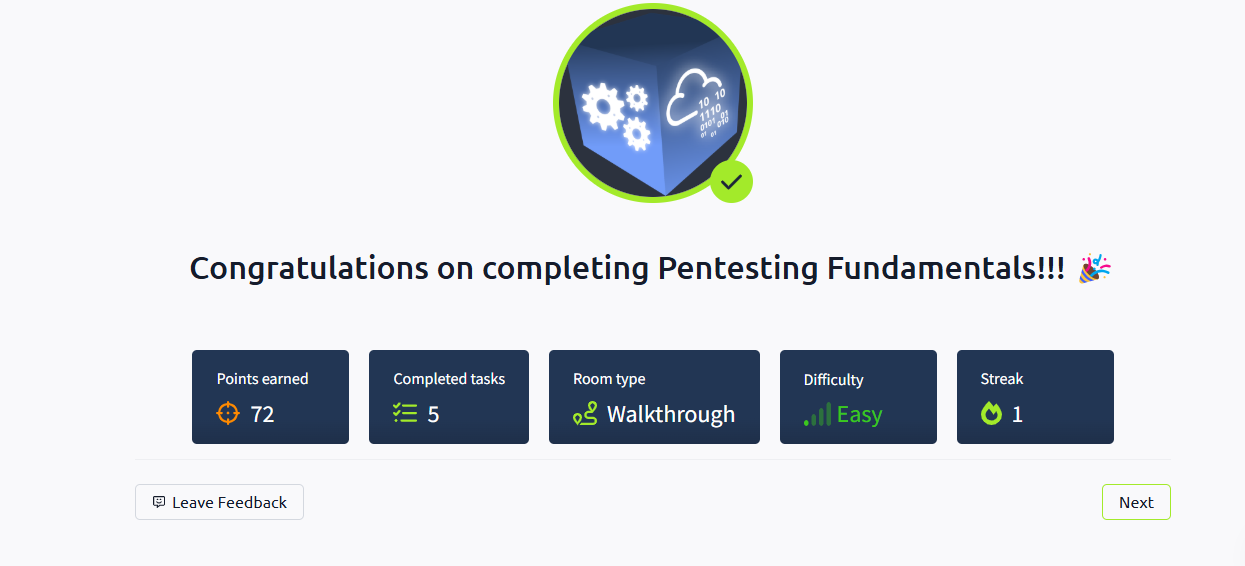 10 10
1110
0101 01
01 010
01
Congratulations on completing Pentesting Fundamentals!!! 🎉
Points earned
72
Completed tasks
5
Room type
Walkthrough
Difficulty
Easy
Streak
1
Leave Feedback
Next